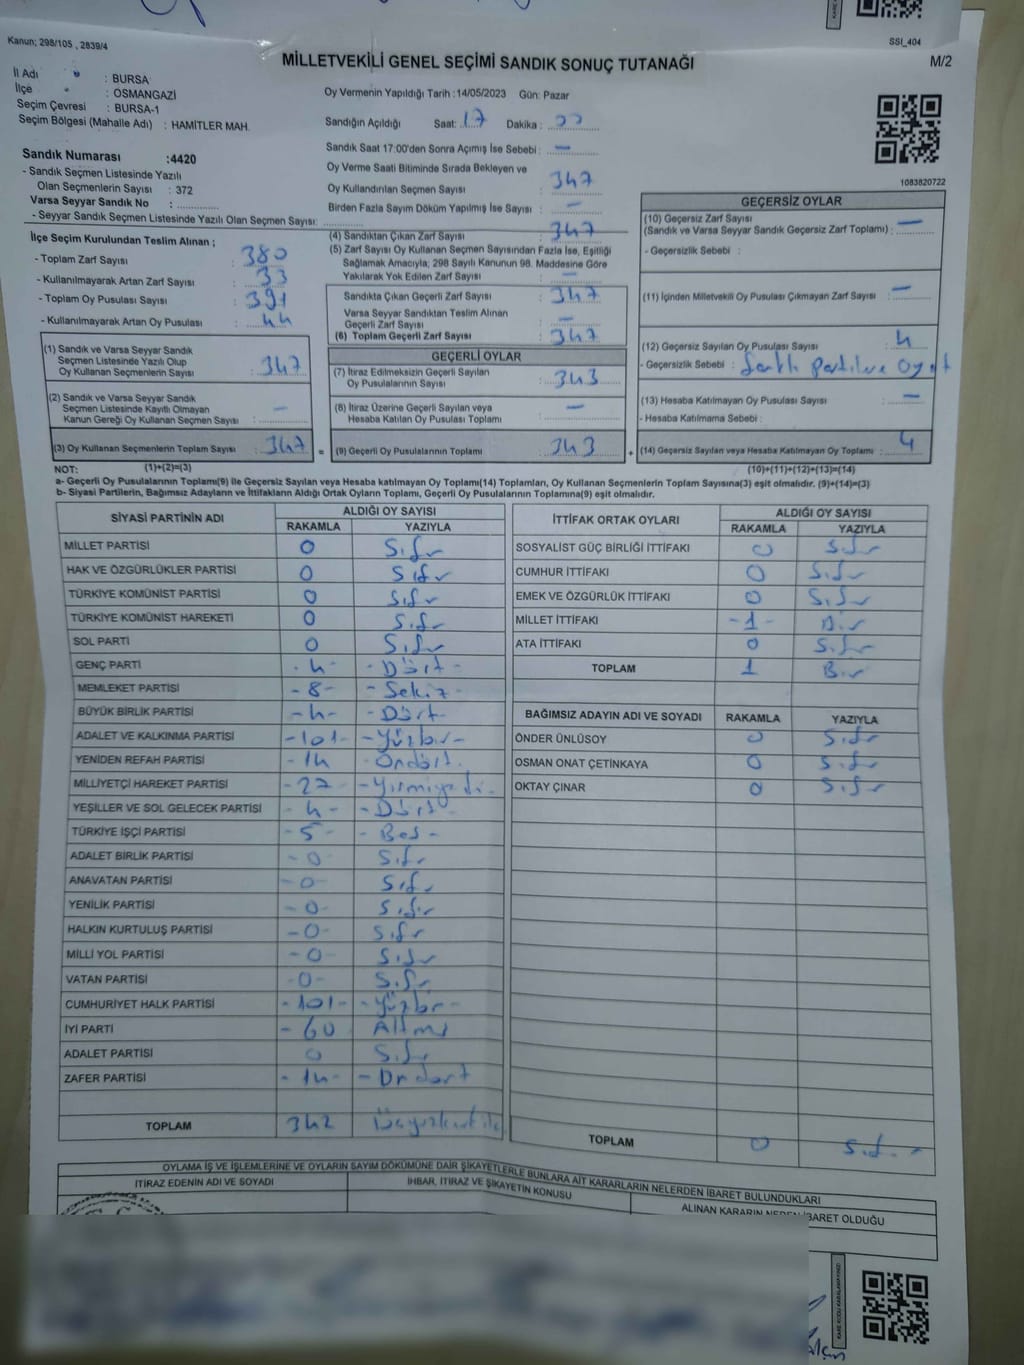 SSI_404
Kanun; 298/105 , 2839/4
MİLLETVEKİLİ GENEL SEÇİMİ SANDIK SONUÇ TUTANAĞI
M/2
İl Adı : BURSA
İlçe : OSMANGAZİ
Seçim Çevresi : BURSA-1
Seçim Bölgesi (Mahalle Adı) : HAMİTLER MAH.
Oy Vermenin Yapıldığı Tarih :14/05/2023 Gün: Pazar
Sandığın Açıldığı Saat: 17 Dakika :
Sandık Saat 17:00'den Sonra Açımış İse Sebebi : -
Oy Verme Saati Bitiminde Sırada Bekleyen ve
Oy Kullandırılan Seçmen Sayısı : 347
Birden Fazla Sayım Döküm Yapılmış İse Sayısı : -
Sandık Numarası :4420
- Sandık Seçmen Listesinde Yazılı
Olan Seçmenlerin Sayısı : 372
Varsa Seyyar Sandık No :
- Seyyar Sandık Seçmen Listesinde Yazılı Olan Seçmen Sayısı:
1083820722
İlçe Seçim Kurulundan Teslim Alınan ;
- Toplam Zarf Sayısı : 380
- Kullanılmayarak Artan Zarf Sayısı : 33
- Toplam Oy Pusulası Sayısı : 391
- Kullanılmayarak Artan Oy Pusulası : 44
(4) Sandıktan Çıkan Zarf Sayısı : 347
(5) Zarf Sayısı Oy Kullanan Seçmen Sayısından Fazla İse, Eşitliği
Sağlamak Amacıyla; 298 Sayılı Kanunun 98. Maddesine Göre
Yakılarak Yok Edilen Zarf Sayısı : -
Sandıkta Çıkan Geçerli Zarf Sayısı : 347
Varsa Seyyar Sandıktan Teslim Alınan
Geçerli Zarf Sayısı : -
(6) Toplam Geçerli Zarf Sayısı : 347
GEÇERSİZ OYLAR
(10) Geçersiz Zarf Sayısı
(Sandık ve Varsa Seyyar Sandık Geçersiz Zarf Toplamı) : -
- Geçersizlik Sebebi :
(11) İçinden Milletvekili Oy Pusulası Çıkmayan Zarf Sayısı : -
(12) Geçersiz Sayılan Oy Pusulası Sayısı : 4
- Geçersizlik Sebebi :
(13) Hesaba Katılmayan Oy Pusulası Sayısı : -
- Hesaba Katılmama Sebebi :
(14) Geçersiz Sayılan veya Hesaba Katılmayan Oy Toplamı : 4
(1) Sandık ve Varsa Seyyar Sandık
Seçmen Listesinde Yazılı Olup
Oy Kullanan Seçmenlerin Sayısı : 347
(2) Sandık ve Varsa Seyyar Sandık
Seçmen Listesinde Kayıtlı Olmayan
Kanun Gereği Oy Kullanan Seçmen Sayısı : -
(3) Oy Kullanan Seçmenlerin Toplam Sayısı : 347 =
GEÇERLİ OYLAR
(7) İtiraz Edilmeksizin Geçerli Sayılan
Oy Pusulalarının Sayısı : 343
(8) İtiraz Üzerine Geçerli Sayılan veya
Hesaba Katılan Oy Pusulası Toplamı : -
(9) Geçerli Oy Pusulalarının Toplamı : 343 +
NOT: (1)+(2)=(3) (10)+(11)+(12)+(13)=(14)
a- Geçerli Oy Pusulasının Toplamı(9) ile Geçersiz Sayılan veya Hesaba Katılmayan Oy Toplamı(14) Toplamları, Oy Kullanan Seçmenlerin Toplam Sayısına(3) eşit olmalıdır. (9)+(14)=(3)
b- Siyasi Partilerin, Bağımsız Adayların ve İttifakların Aldığı Ortak Oyların Toplamı, Geçerli Oy Pusulalarının Toplamına(9) eşit olmalıdır.
SİYASİ PARTİNİN ADI ALDIĞI OY SAYISI
RAKAMLA YAZIYLA
MİLLET PARTİSİ 0 Sıfır
HAK VE ÖZGÜRLÜKLER PARTİSİ 0 Sıfır
TÜRKİYE KOMÜNİST PARTİSİ 0 Sıfır
TÜRKİYE KOMÜNİST HAREKETİ 0 Sıfır
SOL PARTİ 0 Sıfır
GENÇ PARTİ 4 - Dört -
MEMLEKET PARTİSİ - 8 - - Sekiz -
BÜYÜK BİRLİK PARTİSİ - 4 - - Dört -
ADALET VE KALKINMA PARTİSİ - 101 - - Yüzbir -
YENİDEN REFAH PARTİSİ - 14 - Ondört
MİLLİYETÇİ HAREKET PARTİSİ - 27 - - Yirmiyedi -
YEŞİLLER VE SOL GELECEK PARTİSİ - 4 - - Dört -
TÜRKİYE İŞÇİ PARTİSİ - 5 - - Beş -
ADALET BİRLİK PARTİSİ - 0 - Sıfır
ANAVATAN PARTİSİ - 0 - Sıfır
YENİLİK PARTİSİ - 0 - Sıfır
HALKIN KURTULUŞ PARTİSİ - 0 - Sıfır
MİLLİ YOL PARTİSİ - 0 - Sıfır
VATAN PARTİSİ - 0 - Sıfır
CUMHURİYET HALK PARTİSİ - 101 - - Yüzbir -
İYİ PARTİ - 60 Altmış
ADALET PARTİSİ 0 Sıfır
ZAFER PARTİSİ - 14 - - Ondört
TOPLAM 342 Üçyüzkırkiki
İTTİFAK ORTAK OYLARI ALDIĞI OY SAYISI
RAKAMLA YAZIYLA
SOSYALİST GÜÇ BİRLİĞİ İTTİFAKI 0 Sıfır
CUMHUR İTTİFAKI 0 Sıfır
EMEK VE ÖZGÜRLÜK İTTİFAKI 0 Sıfır
MİLLET İTTİFAKI - 1 - Bir
ATA İTTİFAKI 0 Sıfır
TOPLAM 1 Bir
BAĞIMSIZ ADAYIN ADI VE SOYADI RAKAMLA YAZIYLA
ÖNDER ÜNLÜSOY 0 Sıfır
OSMAN ONAT ÇETİNKAYA 0 Sıfır
OKTAY ÇINAR 0 Sıfır
TOPLAM 0 Sıfır
OYLAMA İŞ VE İŞLEMLERİNE VE OYLARIN SAYIM DÖKÜMÜNE DAİR ŞİKAYETLERLE BUNLARA AİT KARARLARIN NELERDEN İBARET BULUNDUKLARI
İTİRAZ EDENİN ADI VE SOYADI
İHBAR, İTİRAZ VE ŞİKAYETİN KONUSU
ALINAN KARARIN NEDEN İBARET OLDUĞU